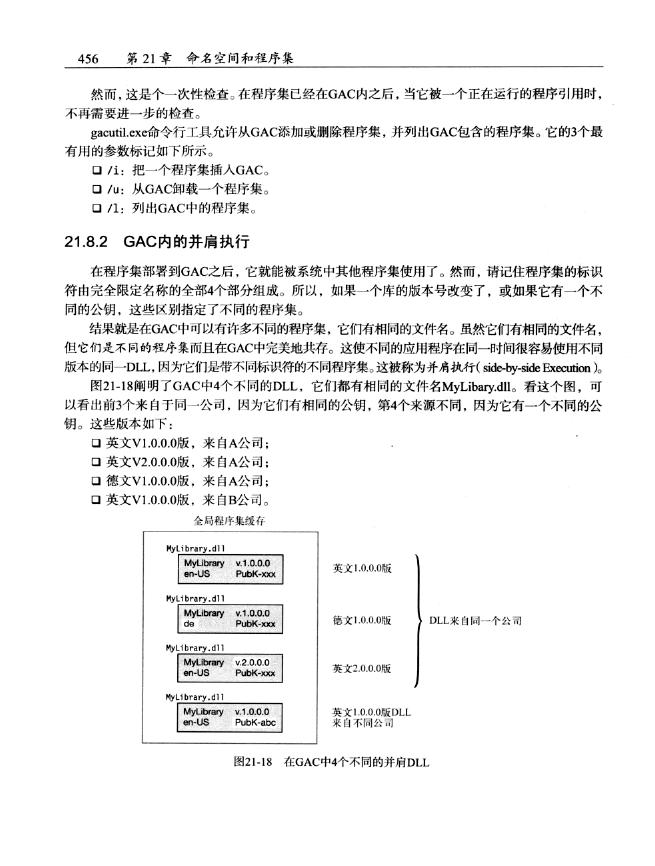 456 第21章 命名空间和程序集
然而，这是个一次性检查。在程序集已经在GAC内之后，当它被一个正在运行的程序引用时，
不再需要进一步的检查。
gacutil.exe命令行工具允许从GAC添加或删除程序集，并列出GAC包含的程序集。它的3个最
有用的参数标记如下所示。
❑ /i：把一个程序集插入GAC。
❑ /u：从GAC卸载一个程序集。
❑ /l：列出GAC中的程序集。
21.8.2 GAC内的并肩执行
在程序集部署到GAC之后，它就能被系统中其他程序集使用了。然而，请记住程序集的标识
符由完全限定名称的全部4个部分组成。所以，如果一个库的版本号改变了，或如果它有一个不
同的公钥，这些区别指定了不同的程序集。
结果就是在GAC中可以有许多不同的程序集，它们有相同的文件名。虽然它们有相同的文件名，
但它们是不同的程序集而且在GAC中完美地共存。这使不同的应用程序在同一时间很容易使用不同
版本的同一DLL，因为它们是带不同标识符的不同程序集。这被称为并肩执行（side-by-side Execution）。
图21-18阐明了GAC中4个不同的DLL，它们都有相同的文件名MyLibary.dll。看这个图，可
以看出前3个来自于同一公司，因为它们有相同的公钥，第4个来源不同，因为它有一个不同的公
钥。这些版本如下：
❑ 英文V1.0.0.0版，来自A公司；
❑ 英文V2.0.0.0版，来自A公司；
❑ 德文V1.0.0.0版，来自A公司；
❑ 英文V1.0.0.0版，来自B公司。
全局程序集缓存
MyLibrary.dll
MyLibrary v.1.0.0.0
en-US PubK-xxx
英文1.0.0.0版
MyLibrary.dll
MyLibrary v.1.0.0.0
de PubK-xxx
德文1.0.0.0版
DLL来自同一个公司
MyLibrary.dll
MyLibrary v.2.0.0.0
en-US PubK-xxx
英文2.0.0.0版
MyLibrary.dll
MyLibrary v.1.0.0.0
en-US PubK-abc
英文1.0.0.0版DLL
来自不同公司
图21-18 在GAC中4个不同的并肩DLL